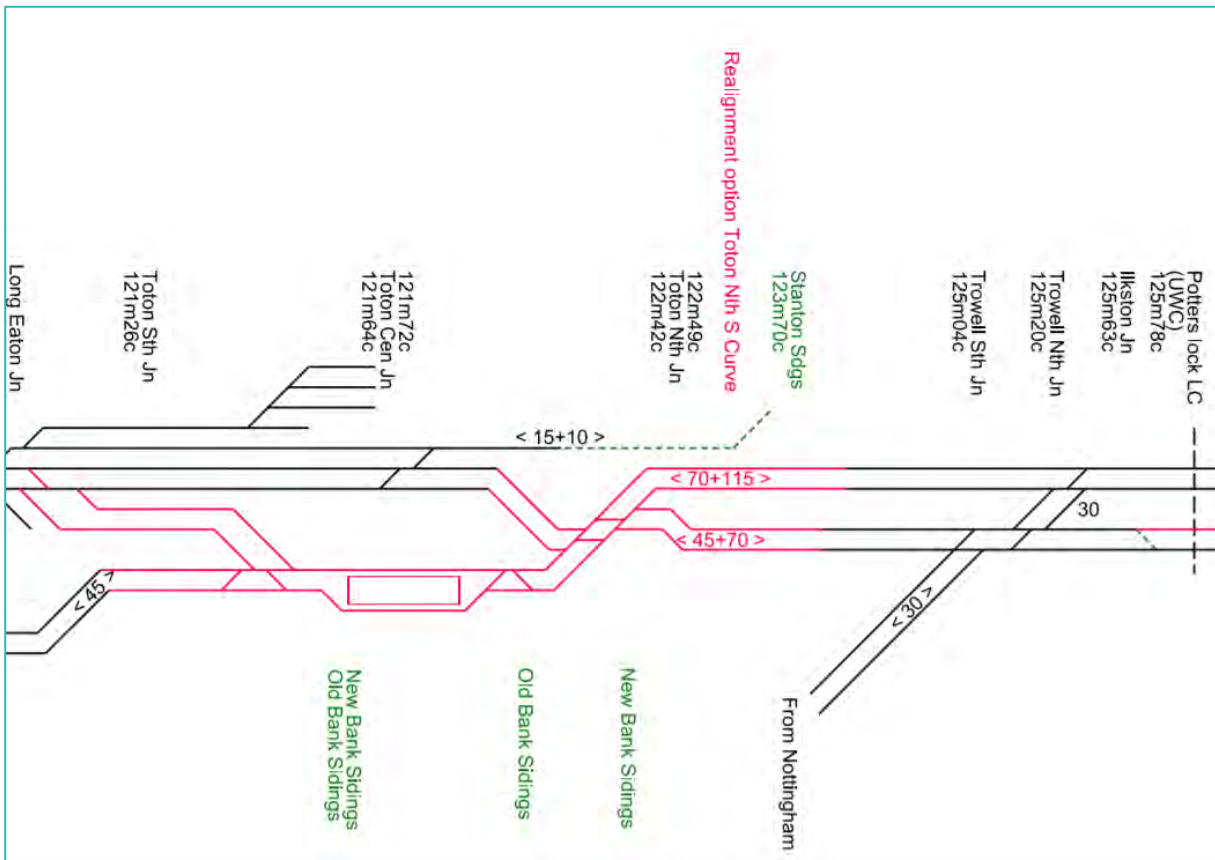 Realignment option Toton Nth S Curve
Long Eaton Jn
Toton Sth Jn
121m26c
121m72c
Toton Cen Jn
121m64c
122m49c
Toton Nth Jn
122m42c
Stanton Sdgs
123m70c
Trowell Sth Jn
125m04c
Trowell Nth Jn
125m20c
Potters lock LC
(UWC)
125m78c
Ilkston Jn
125m63c
< 15+10 >
< 70+115 >
< 45+70 >
30
< 45 >
< 30 >
New Bank Sidings
Old Bank Sidings
Old Bank Sidings
New Bank Sidings
From Nottingham